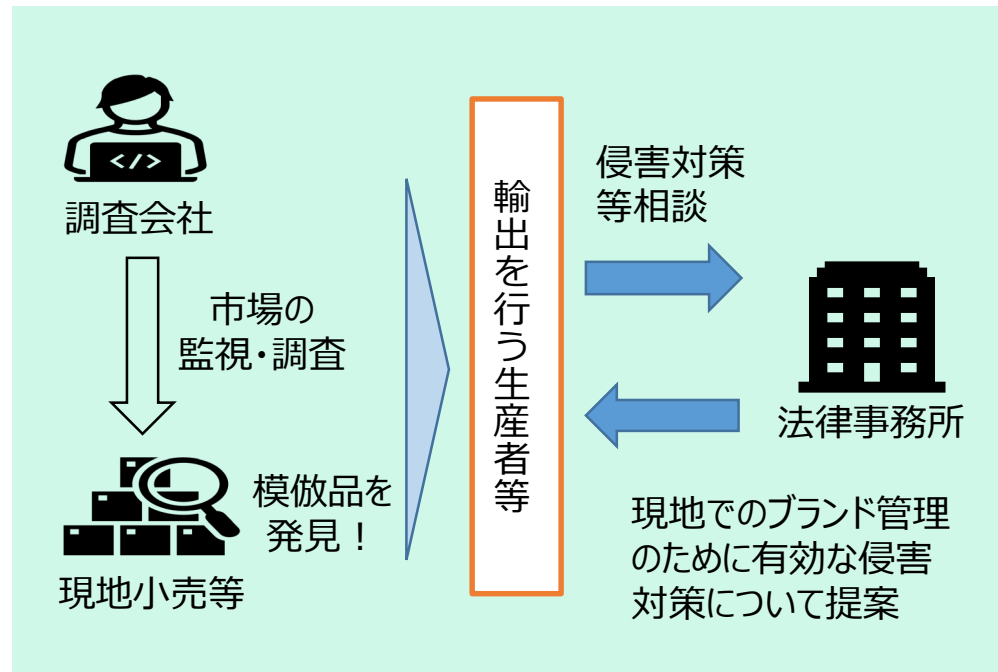 </>
調査会社
市場の
監視・調査
模倣品を
発見！
現地小売等
輸出を行う生産者等
侵害対策
等相談
法律事務所
現地でのブランド管理
のために有効な侵害
対策について提案